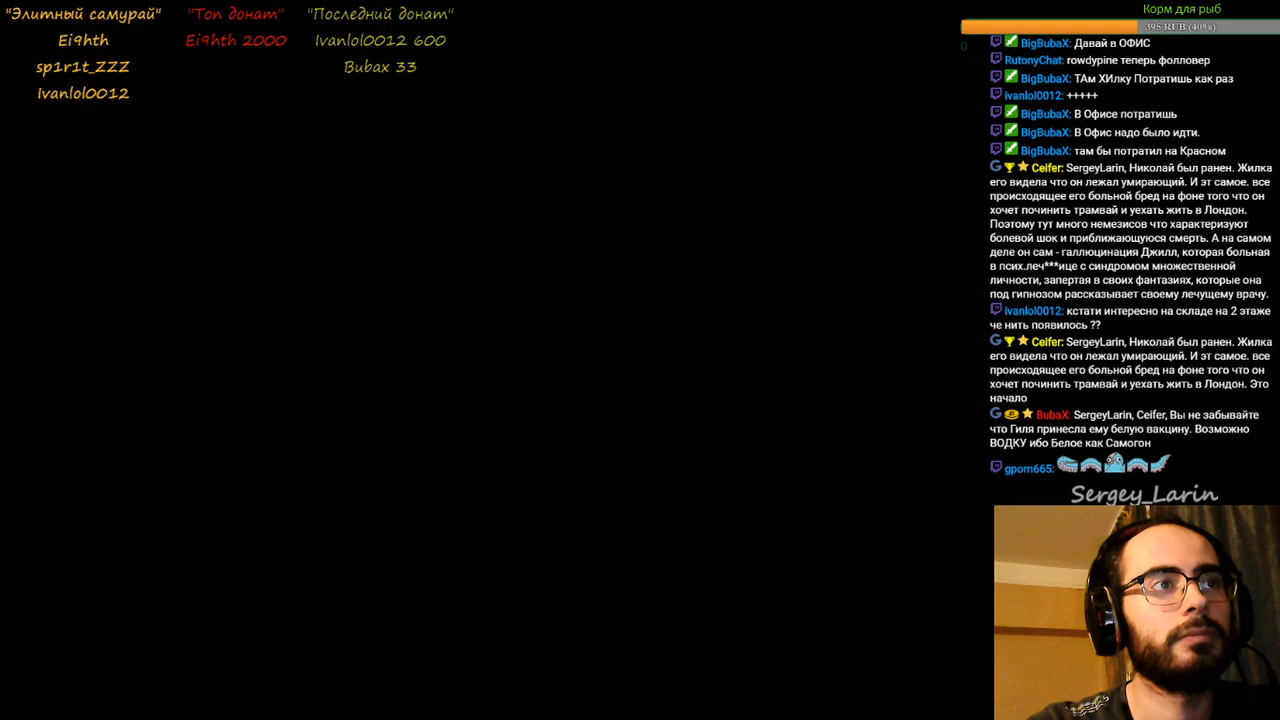 "Элитный самурай"
Ei9hth
sp1r1t_ZZZ
ivanlol0012
"Топ донат"
Ei9hth 2000
"Последний донат"
Ivanlol0012 600
Bubax 33
Корм для рыб
395 RUB (40%)
0
BigBubaX: Давай в ОФИС
RutonyChat: rowdypine теперь фолловер
BigBubaX: ТАм ХИлку Потратишь как раз
ivanlol0012: +++++
BigBubaX: В Офисе потратишь
BigBubaX: В Офис надо было идти.
BigBubaX: там бы потратил на Красном
Ceifer: SergeyLarin, Николай был ранен. Жилка
его видела что он лежал умирающий. И эт самое. все
происходящее его больной бред на фоне того что он
хочет починить трамвай и уехать жить в Лондон.
Поэтому тут много немезисов что характеризуют
болевой шок и приближающуюся смерть. А на самом
деле он сам - галлюцинация Джилл, которая больная
в псих.леч***ице с синдромом множественной
личности, запертая в своих фантазиях, которые она
под гипнозом рассказывает своему лечущему врачу.
ivanlol0012: кстати интересно на складе на 2 этаже
че нить появилось ??
Ceifer: SergeyLarin, Николай был ранен. Жилка
его видела что он лежал умирающий. И эт самое. все
происходящее его больной бред на фоне того что он
хочет починить трамвай и уехать жить в Лондон. Это
начало
BubaX: SergeyLarin, Ceifer, Вы не забывайте
что Гиля принесла ему белую вакцину. Возможно
ВОДКУ ибо Белое как Самогон
gpom665:
Sergey_Larin